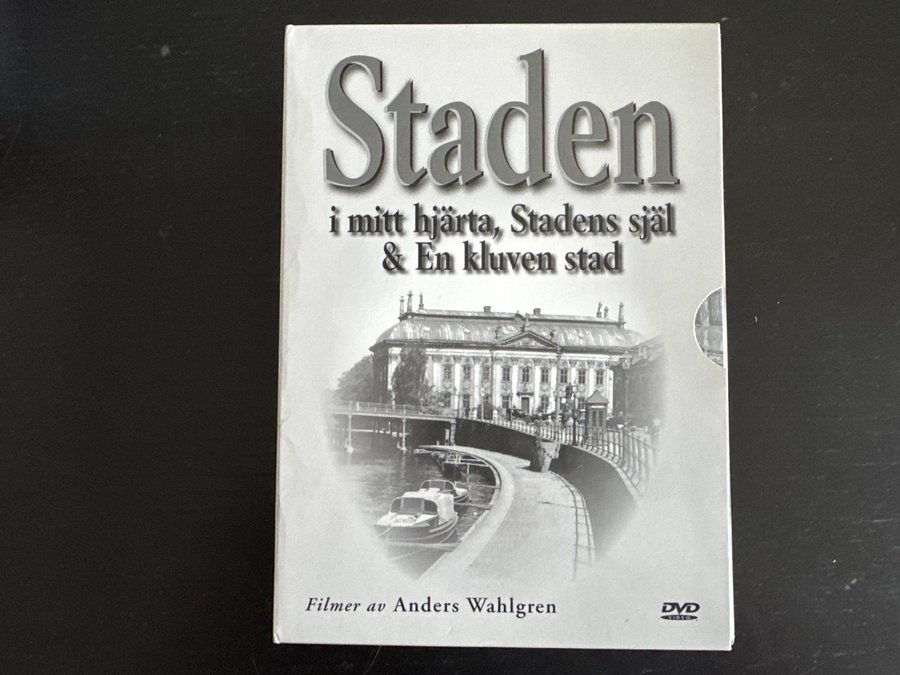 Staden
i mitt hjärta, Stadens själ
& En kluven stad
Filmer av Anders Wahlgren
DVD
VIDEO